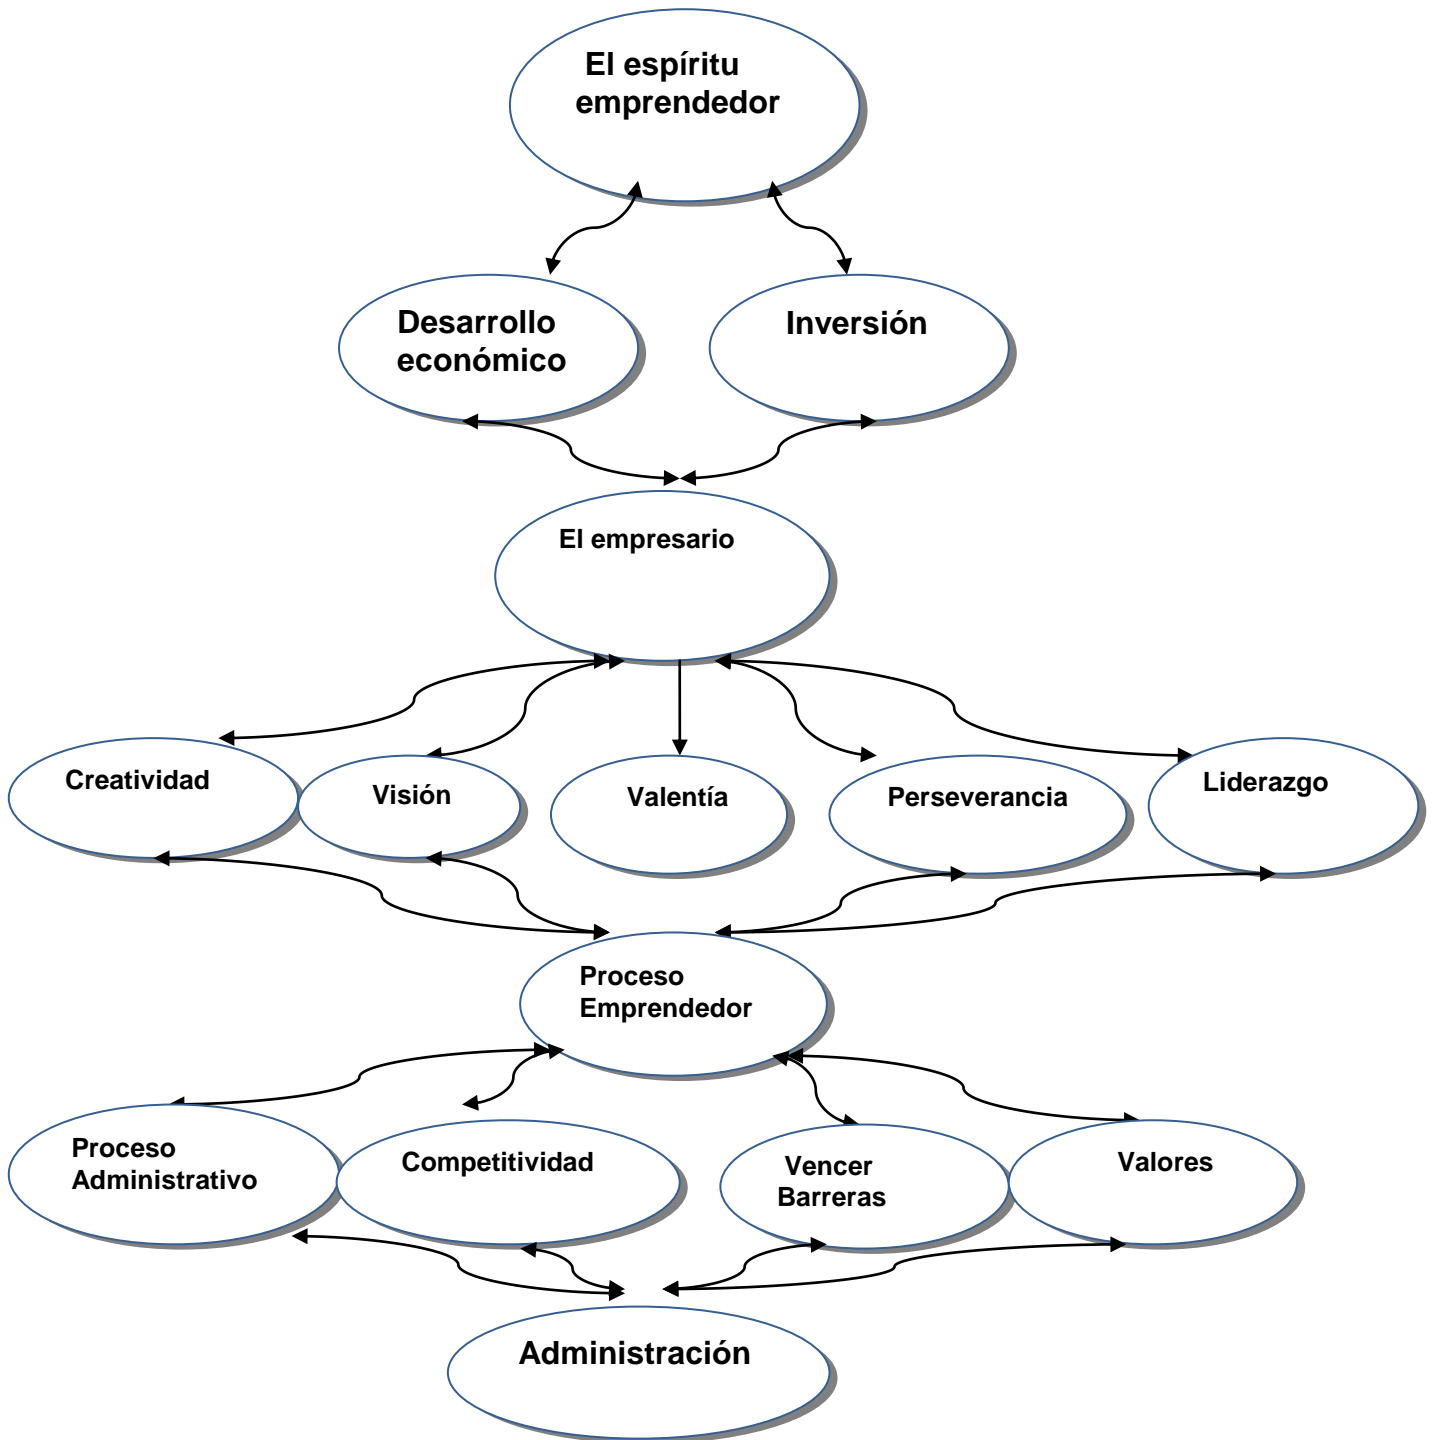 El espíritu
emprendedor
Desarrollo
económico
Inversión
El empresario
Creatividad
Visión
Valentía
Perseverancia
Liderazgo
Proceso
Emprendedor
Proceso
Administrativo
Competitividad
Vencer
Barreras
Valores
Administración